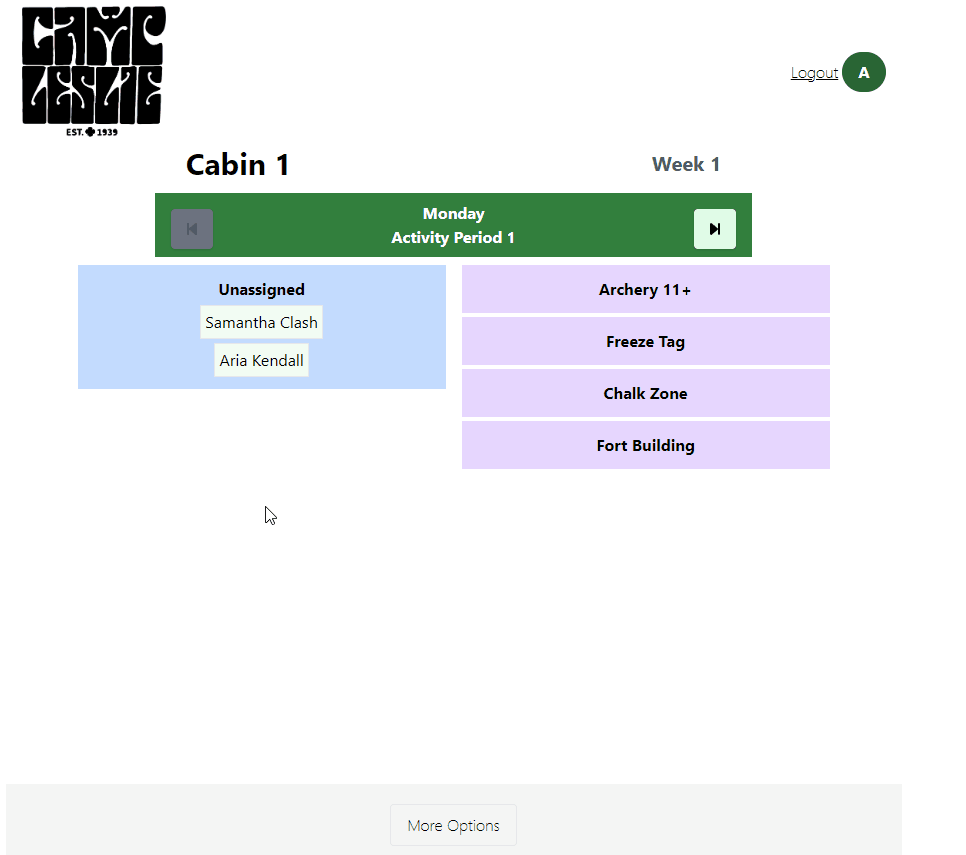 CAMP
LESLIE
EST. 1939
Logout
A
Cabin 1
Week 1
Monday
Activity Period 1
Unassigned
Samantha Clash
Aria Kendall
Archery 11+
Freeze Tag
Chalk Zone
Fort Building
More Options